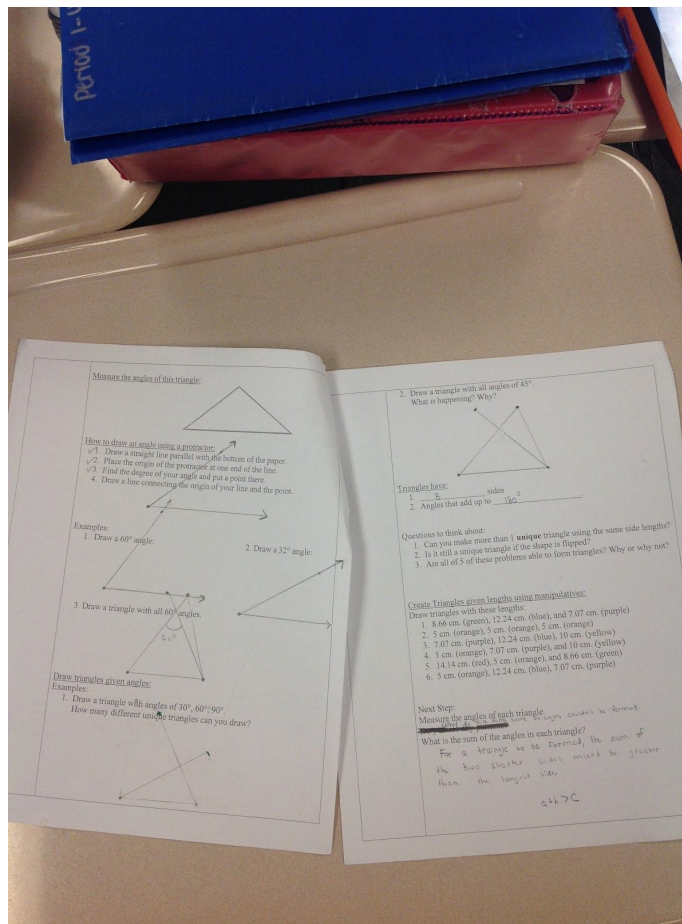 Period 1-
Measure the angles of this triangle:
How to draw an angle using a protractor:
1. Draw a straight line parallel with the bottom of the paper.
2. Place the origin of the protractor at one end of the line.
3. Find the degree of your angle and put a point there.
4. Draw a line connecting the origin of your line and the point.
Examples:
1. Draw a 60° angle:
2. Draw a 32° angle:
3. Draw a triangle with all 60° angles.
60°
Draw triangles given angles:
Examples:
1. Draw a triangle with angles of 30°, 60°, 90°.
How many different unique triangles can you draw?
2. Draw a triangle with all angles of 45°.
What is happening? Why?
Triangles have:
1. 3 sides
2. Angles that add up to 180°.
Questions to think about:
1. Can you make more than 1 unique triangle using the same side lengths?
2. Is it still a unique triangle if the shape is flipped?
3. Are all of 5 of these problems able to form triangles? Why or why not?
Create Triangles given lengths using manipulatives:
Draw triangles with these lengths:
1. 8.66 cm. (green), 12.24 cm. (blue), and 7.07 cm. (purple)
2. 5 cm. (orange), 5 cm. (orange), 5 cm. (orange)
3. 7.07 cm. (purple), 12.24 cm. (blue), 10 cm. (yellow)
4. 5 cm. (orange), 7.07 cm. (purple), and 10 cm. (yellow)
5. 14.14 cm. (red), 5 cm. (orange), and 8.66 cm. (green)
6. 5 cm. (orange), 12.24 cm. (blue), 7.07 cm. (purple)
Next Step:
Measure the angles of each triangle.
some triangles couldn't be formed.
What is the sum of the angles in each triangle?
For a traingle to be formed, the sum of
the two shorter sides must be greater
than the longest side.
a+b>C